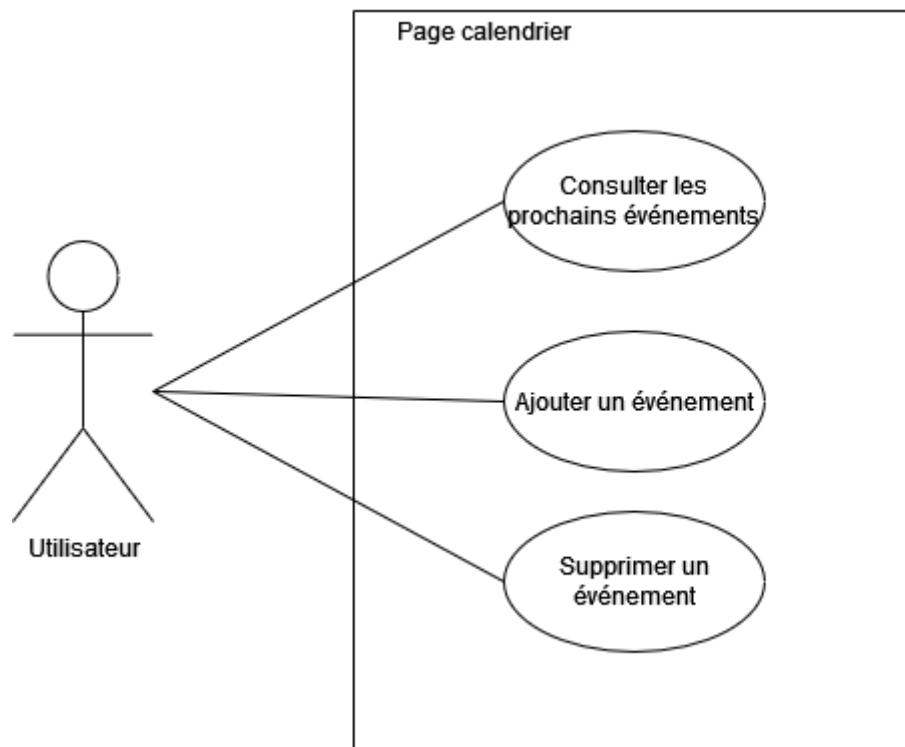 Page calendrier
Consulter les
prochains événements
Ajouter un événement
Supprimer un
événement
Utilisateur